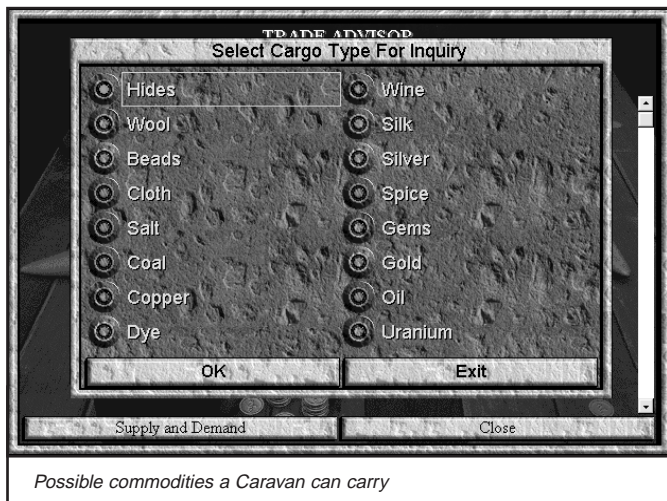 TRADE ADVISOR
Select Cargo Type For Inquiry
Hides
Wool
Beads
Cloth
Salt
Coal
Copper
Dye
Wine
Silk
Silver
Spice
Gems
Gold
Oil
Uranium
OK
Exit
Supply and Demand
Close
Possible commodities a Caravan can carry